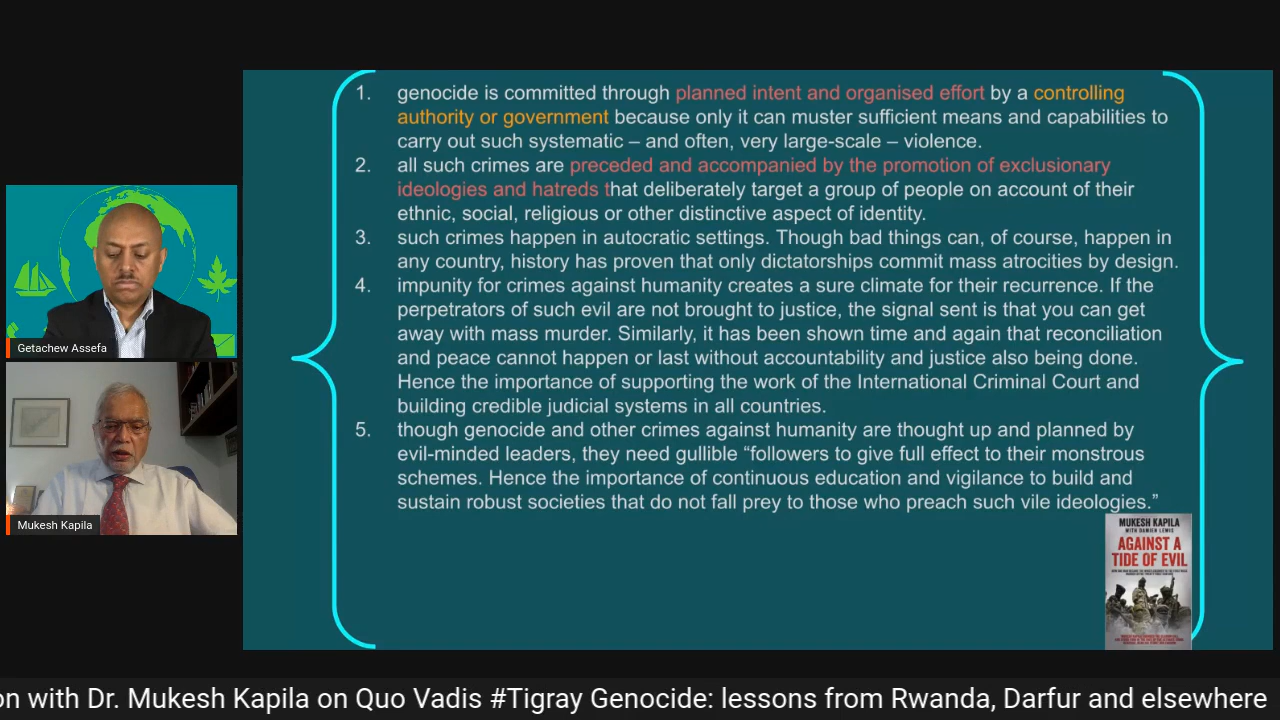 1. genocide is committed through planned intent and organised effort by a controlling
authority or government because only it can muster sufficient means and capabilities to
carry out such systematic – and often, very large-scale – violence.
2. all such crimes are preceded and accompanied by the promotion of exclusionary
ideologies and hatreds that deliberately target a group of people on account of their
ethnic, social, religious or other distinctive aspect of identity.
3. such crimes happen in autocratic settings. Though bad things can, of course, happen in
any country, history has proven that only dictatorships commit mass atrocities by design.
4. impunity for crimes against humanity creates a sure climate for their recurrence. If the
perpetrators of such evil are not brought to justice, the signal sent is that you can get
away with mass murder. Similarly, it has been shown time and again that reconciliation
and peace cannot happen or last without accountability and justice also being done.
Hence the importance of supporting the work of the International Criminal Court and
building credible judicial systems in all countries.
5. though genocide and other crimes against humanity are thought up and planned by
evil-minded leaders, they need gullible “followers to give full effect to their monstrous
schemes. Hence the importance of continuous education and vigilance to build and
sustain robust societies that do not fall prey to those who preach such vile ideologies.”
Getachew Assefa
Mukesh Kapila
MUKESH KAPILA
WITH DAMIEN LEWIS
AGAINST A
TIDE OF EVIL
on with Dr. Mukesh Kapila on Quo Vadis #Tigray Genocide: lessons from Rwanda, Darfur and elsewhere